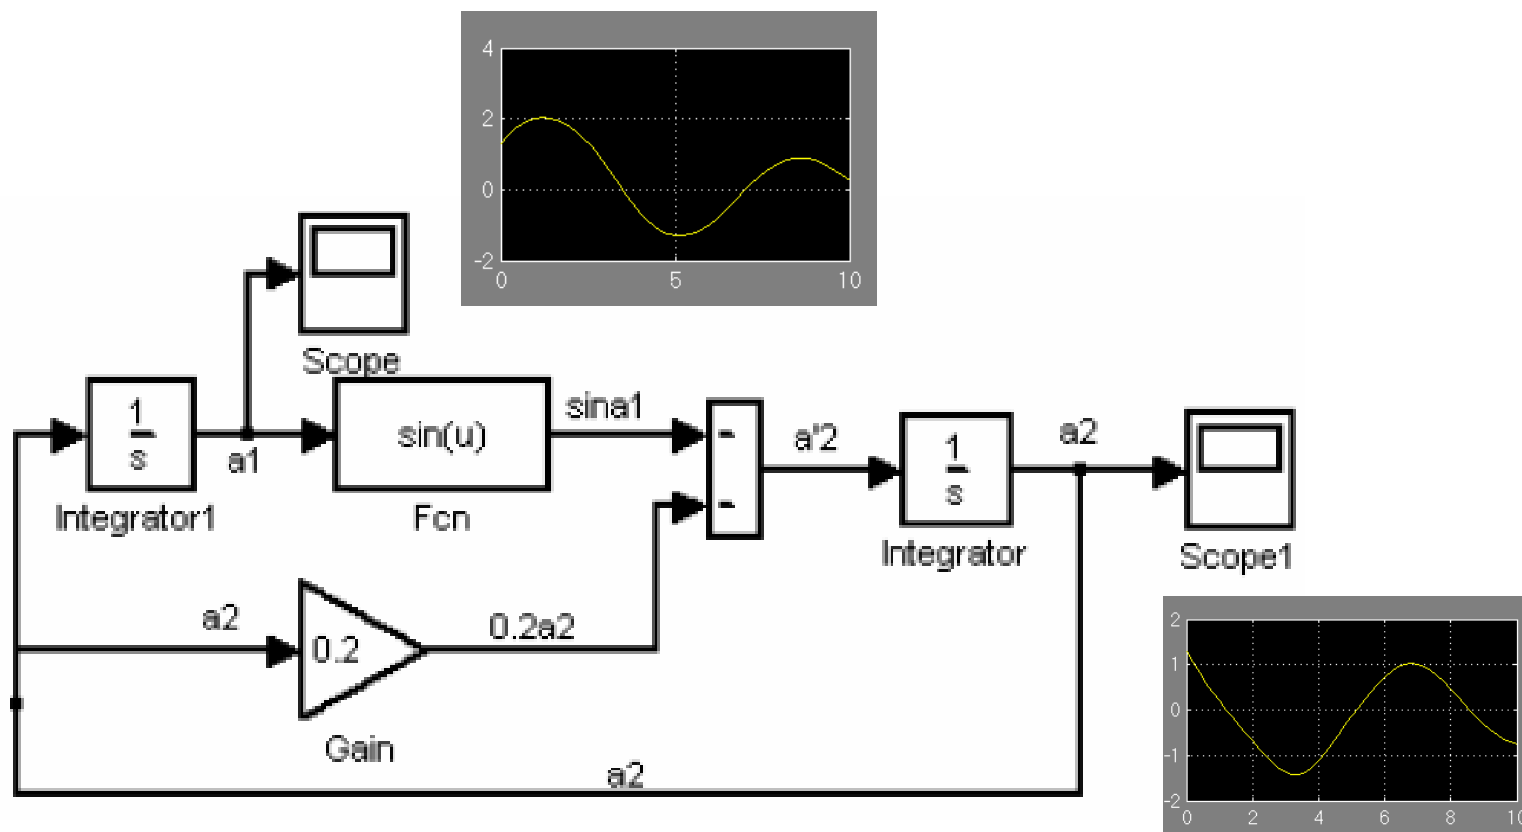 4
2
0
-2
0 5 10
Scope
1
s
a1
Integrator1
sin(u)
Fcn
sina1
-
-
a'2
1
s
Integrator
a2
Scope1
a2
0.2
0.2a2
Gain
a2
2
1
0
-1
-2
0 2 4 6 8